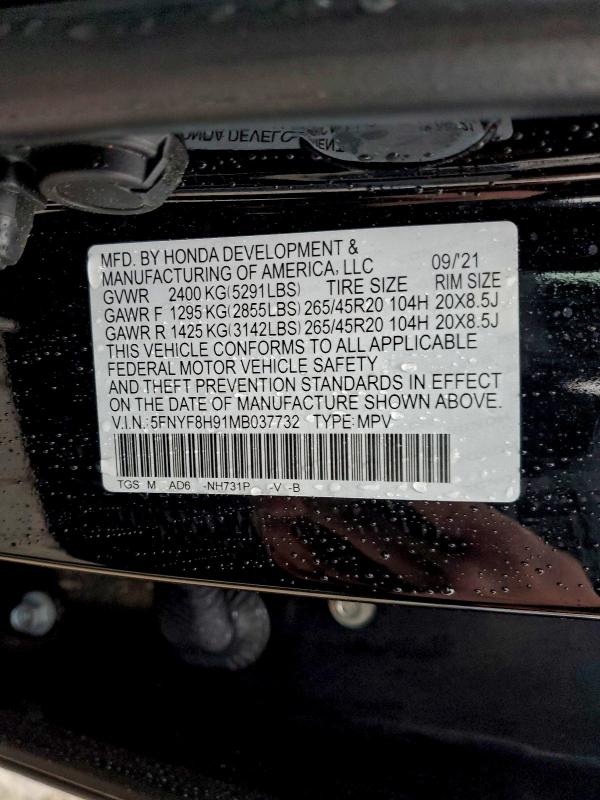 MFD. BY HONDA DEVELOPMENT &
MANUFACTURING OF AMERICA, LLC 09/'21
GVWR 2400 KG(5291LBS) TIRE SIZE RIM SIZE
GAWR F 1295 KG(2855LBS) 265/45R20 104H 20X8.5J
GAWR R 1425 KG(3142LBS) 265/45R20 104H 20X8.5J
THIS VEHICLE CONFORMS TO ALL APPLICABLE
FEDERAL MOTOR VEHICLE SAFETY
AND THEFT PREVENTION STANDARDS IN EFFECT
ON THE DATE OF MANUFACTURE SHOWN ABOVE.
V.I.N.:5FNYF8H91MB037732 TYPE:MPV
TGS M AD6 -NH731P -V -B